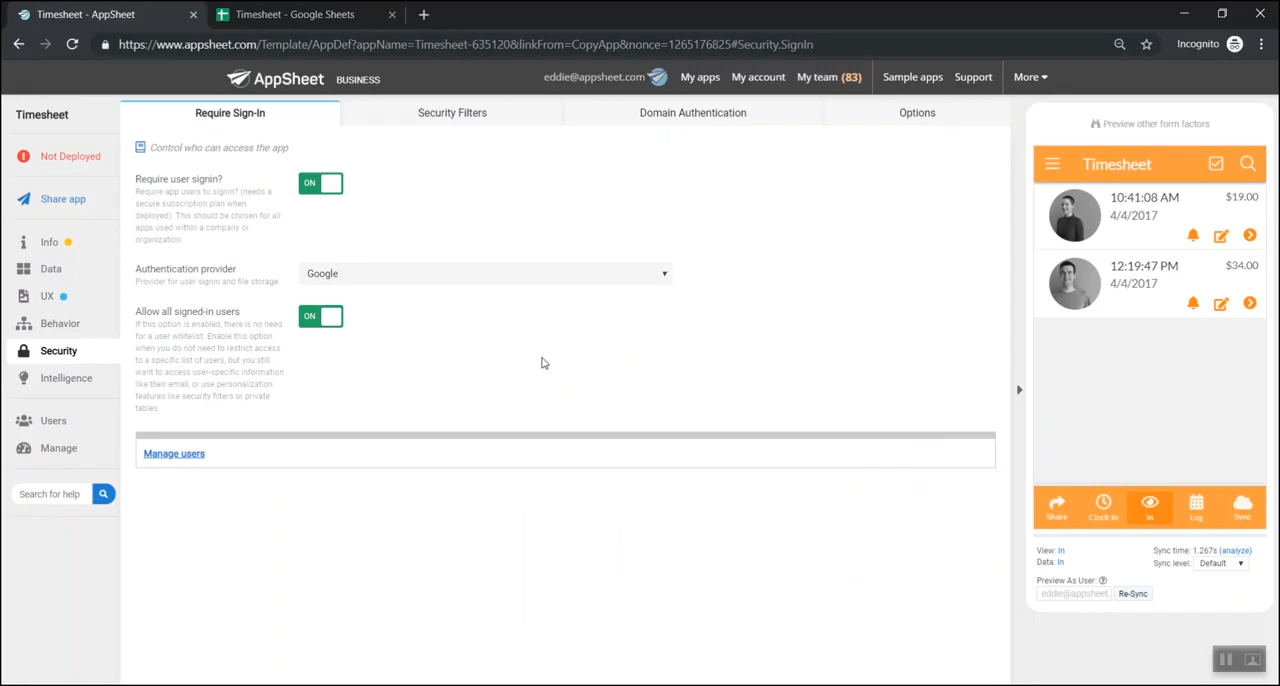 Timesheet - AppSheet
Timesheet - Google Sheets
https://www.appsheet.com/Template/AppDef?appName=Timesheet-635120&linkFrom=CopyApp&nonce=1265176825#Security.SignIn
Incognito
AppSheet BUSINESS
eddie@appsheet.com
My apps
My account
My team (83)
Sample apps
Support
More
Timesheet
Not Deployed
Share app
Info
Data
UX
Behavior
Security
Intelligence
Users
Manage
Search for help
Require Sign-In
Security Filters
Domain Authentication
Options
Control who can access the app
Require user signin?
Require app users to signin? (needs a
secure subscription plan when
deployed). This should be chosen for all
apps used within a company or
organization.
ON
Authentication provider
Provider for user signin and file storage
Google
Allow all signed-in users
If this option is enabled, there is no need
for a user whitelist. Enable this option
when you do not need to restrict access
to a specific list of users, but you still
want to access user-specific information
like their email, or use personalization
features like security filters or private
tables
ON
Manage users
Preview other form factors
Timesheet
10:41:08 AM
$19.00
4/4/2017
12:19:47 PM
$34.00
4/4/2017
Share
Clock In
In
Log
Sync
View: In
Data: In
Sync time: 1.267s (analyze)
Sync level: Default
Preview As User:
eddie@appsheet.
Re-Sync